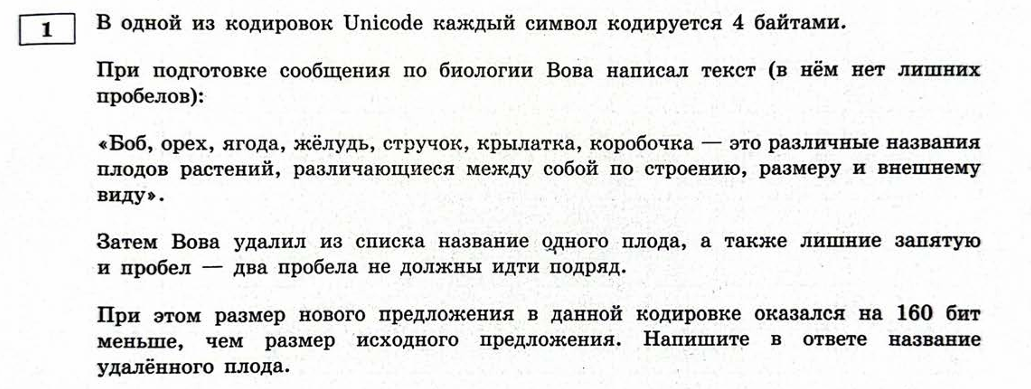 1
В одной из кодировок Unicode каждый символ кодируется 4 байтами.
При подготовке сообщения по биологии Вова написал текст (в нём нет лишних
пробелов):
«Боб, орех, ягода, жёлудь, стручок, крылатка, коробочка — это различные названия
плодов растений, различающиеся между собой по строению, размеру и внешнему
виду».
Затем Вова удалил из списка название одного плода, а также лишние запятую
и пробел — два пробела не должны идти подряд.
При этом размер нового предложения в данной кодировке оказался на 160 бит
меньше, чем размер исходного предложения. Напишите в ответе название
удалённого плода.